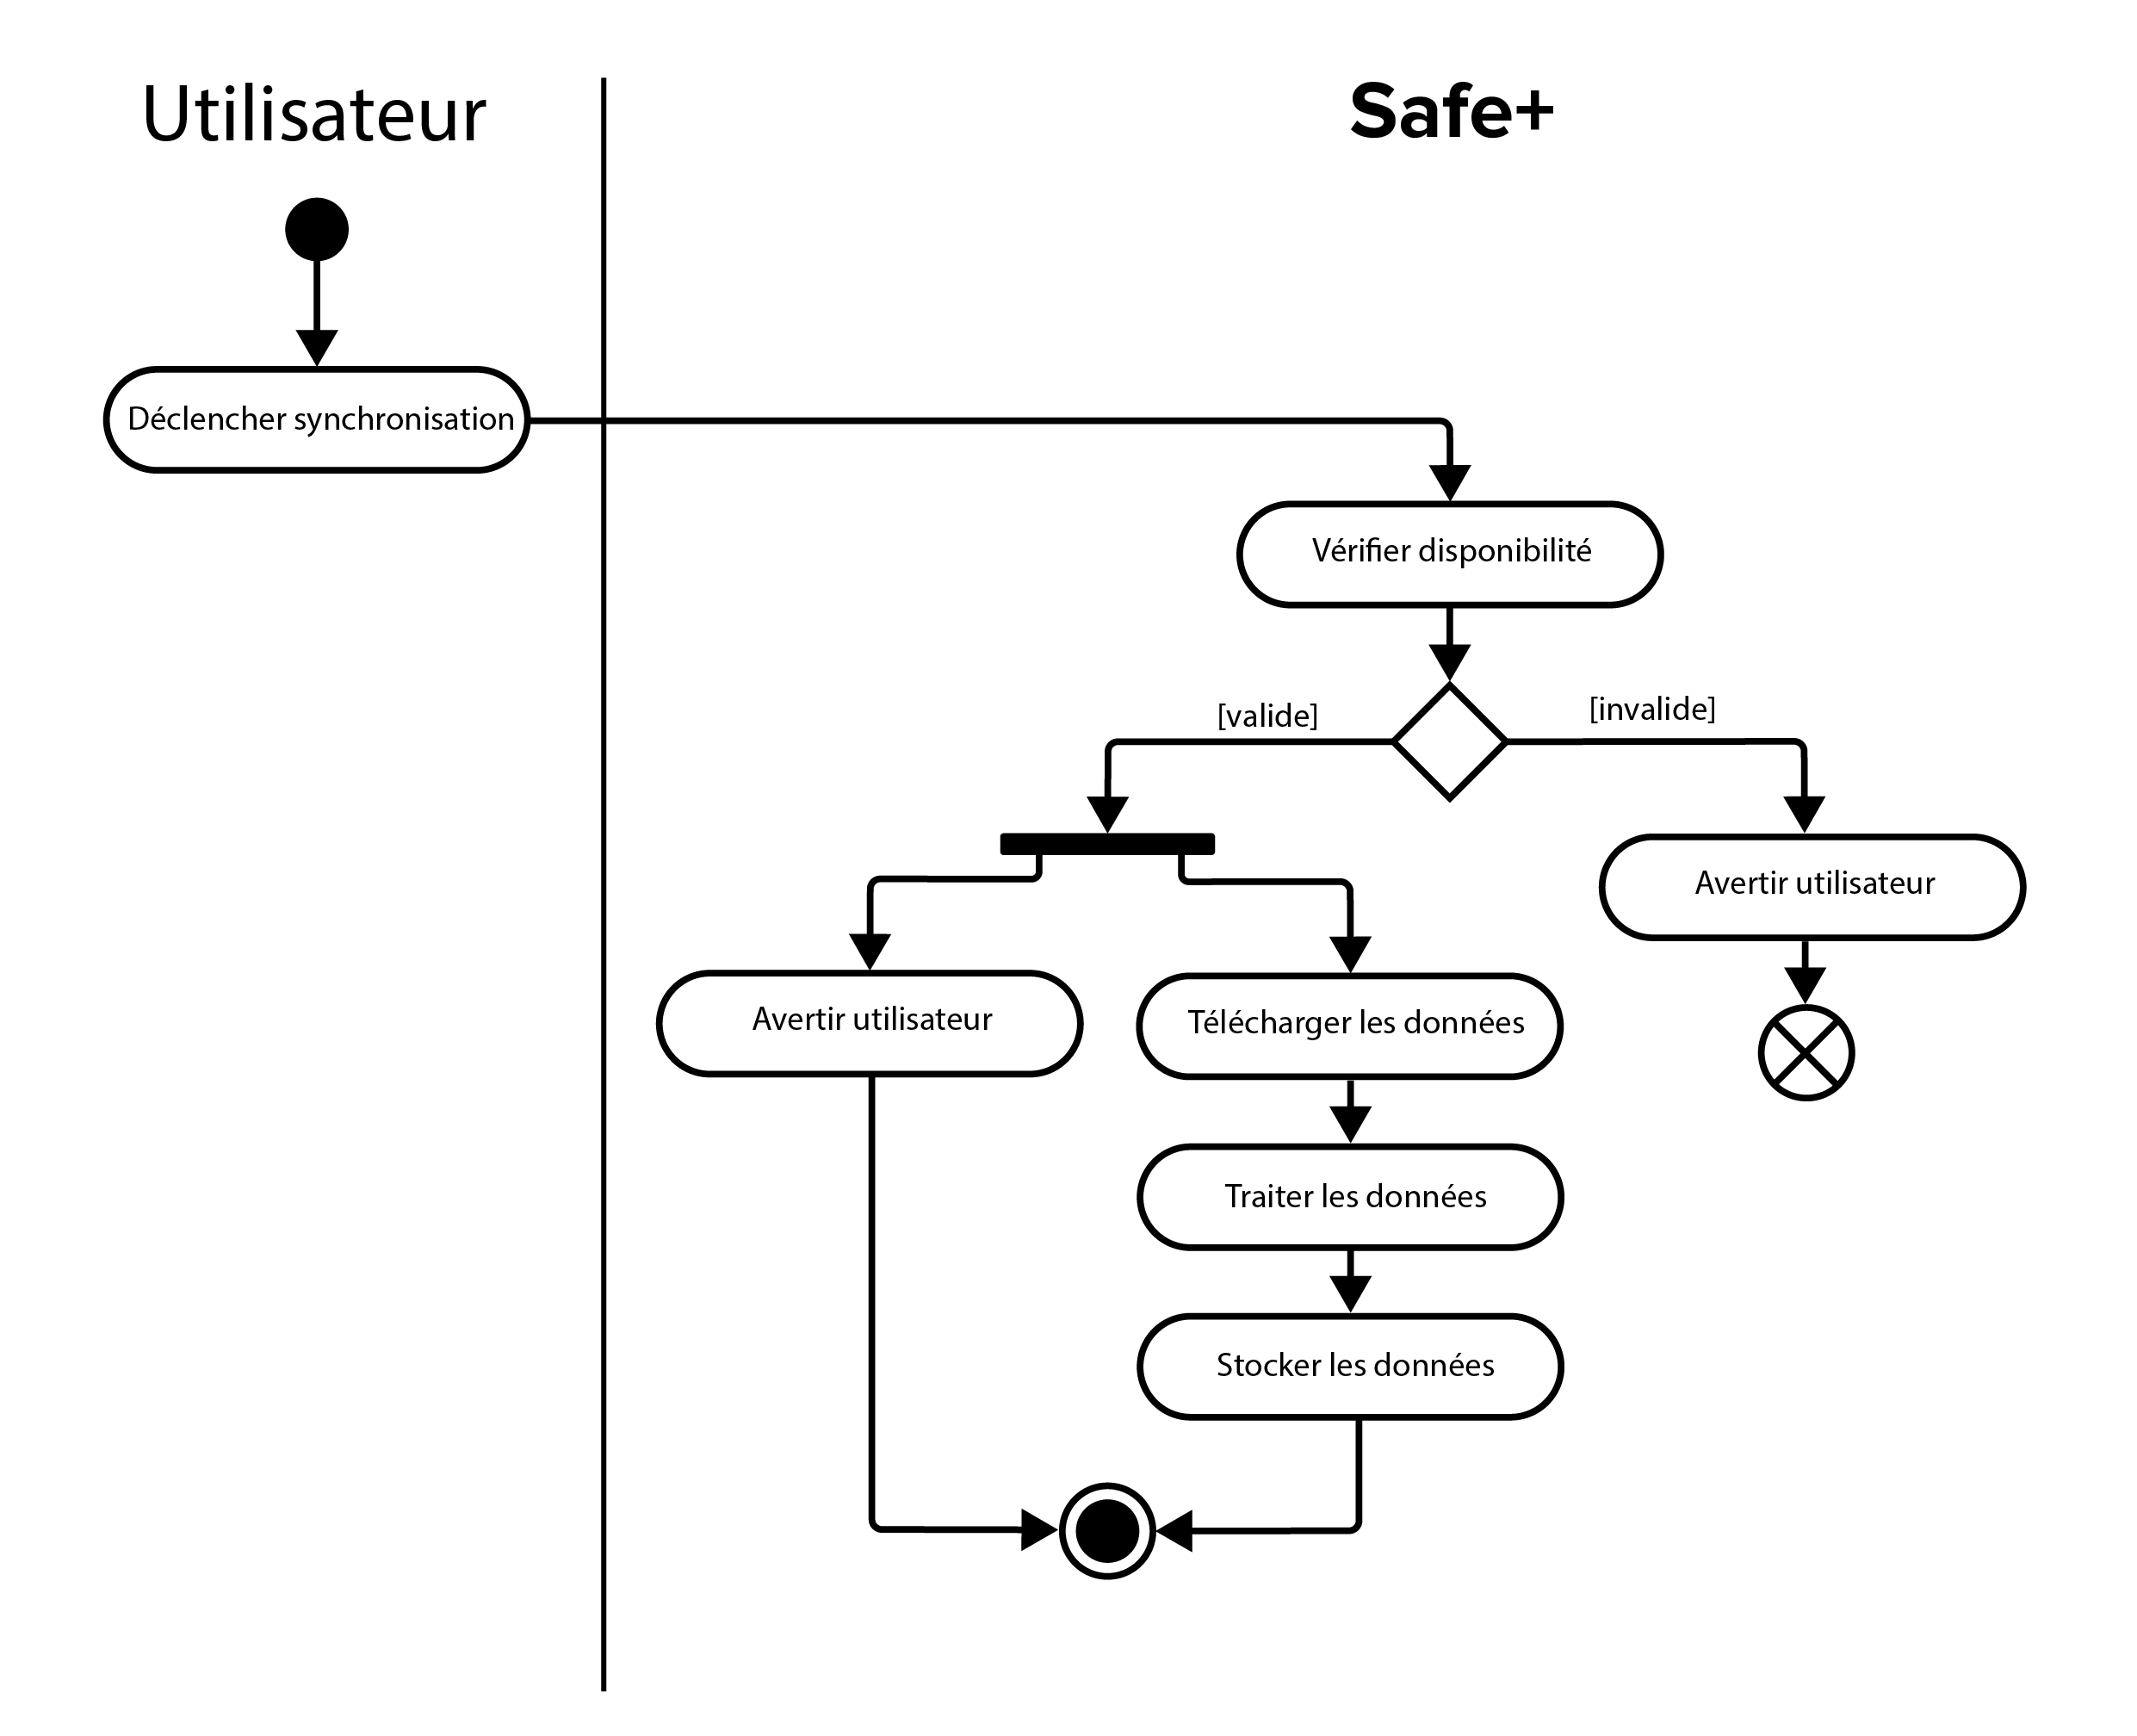 Utilisateur
Safe+
Déclencher synchronisation
Vérifier disponibilité
[valide]
[invalide]
Avertir utilisateur
Avertir utilisateur
Télécharger les données
Traiter les données
Stocker les données